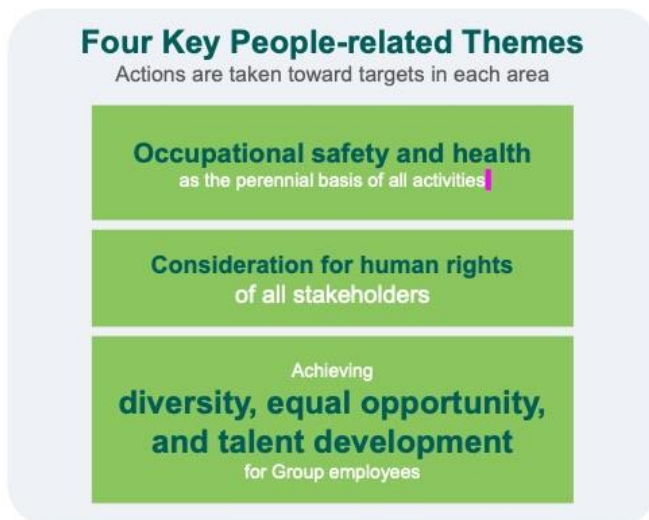 Four Key People-related Themes
Actions are taken toward targets in each area
Occupational safety and health
as the perennial basis of all activities
Consideration for human rights
of all stakeholders
Achieving
diversity, equal opportunity,
and talent development
for Group employees